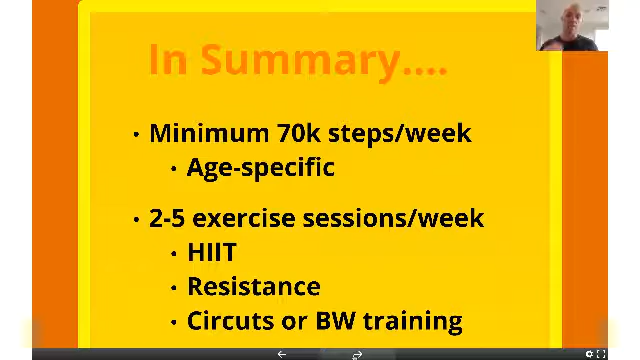 In Summary....
• Minimum 70k steps/week
• Age-specific
• 2-5 exercise sessions/week
• HIIT
• Resistance
• Circuts or BW training